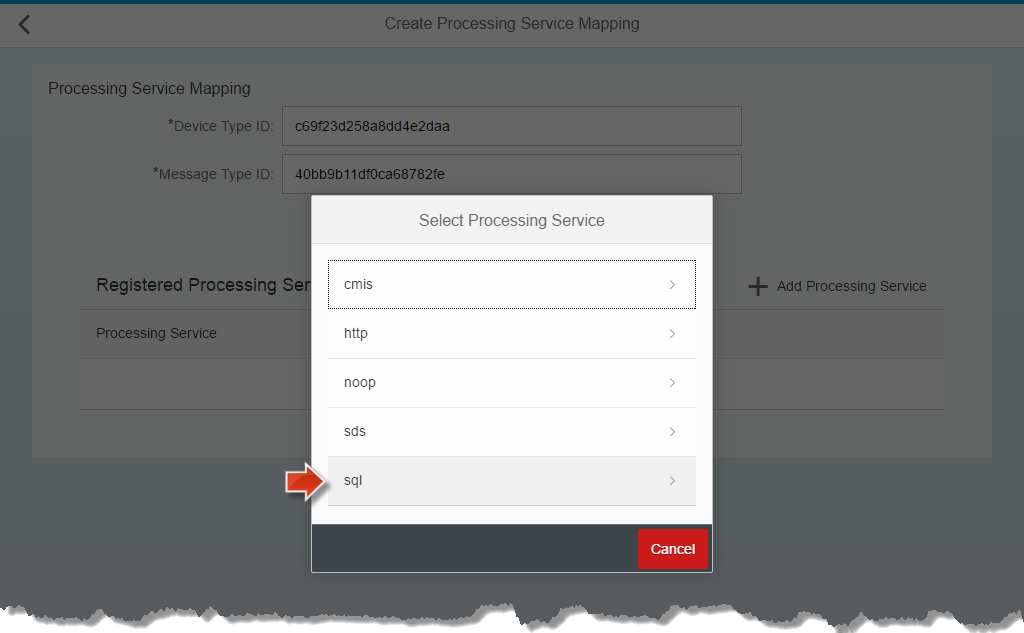 Create Processing Service Mapping
Processing Service Mapping
*Device Type ID: c69f23d258a8dd4e2daa
*Message Type ID: 40bb9b11df0ca68782fe
Select Processing Service
Registered Processing Ser
Add Processing Service
Processing Service
cmis
http
noop
sds
sql
Cancel